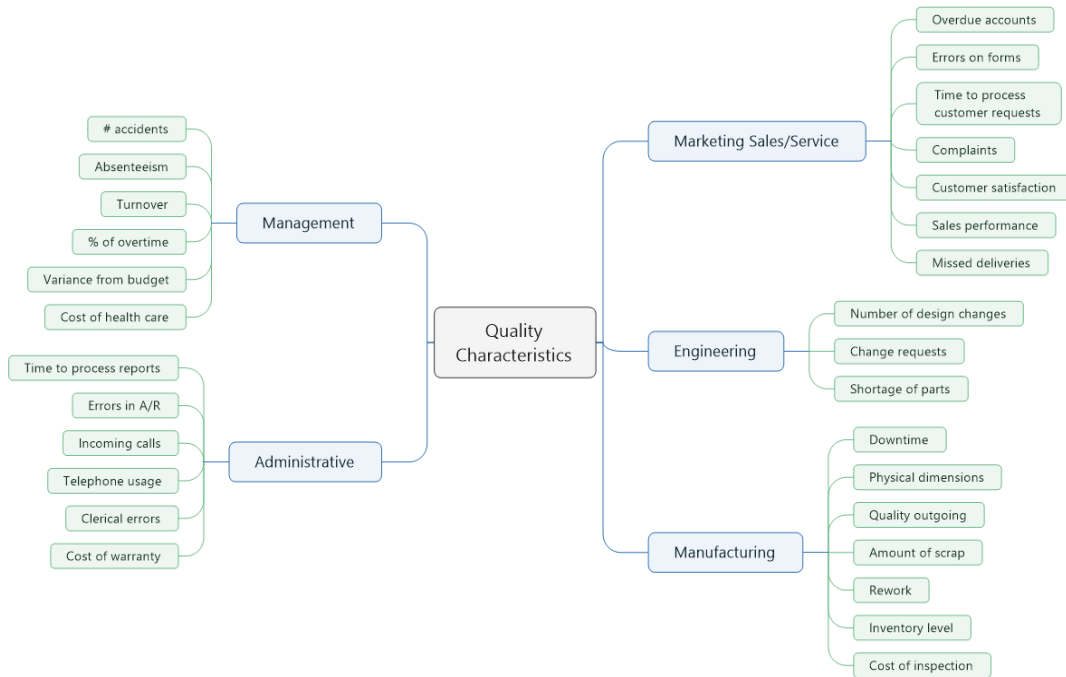 Quality
Characteristics
Management
# accidents
Absenteeism
Turnover
% of overtime
Variance from budget
Cost of health care
Administrative
Time to process reports
Errors in A/R
Incoming calls
Telephone usage
Clerical errors
Cost of warranty
Marketing Sales/Service
Overdue accounts
Errors on forms
Time to process
customer requests
Complaints
Customer satisfaction
Sales performance
Missed deliveries
Engineering
Number of design changes
Change requests
Shortage of parts
Manufacturing
Downtime
Physical dimensions
Quality outgoing
Amount of scrap
Rework
Inventory level
Cost of inspection